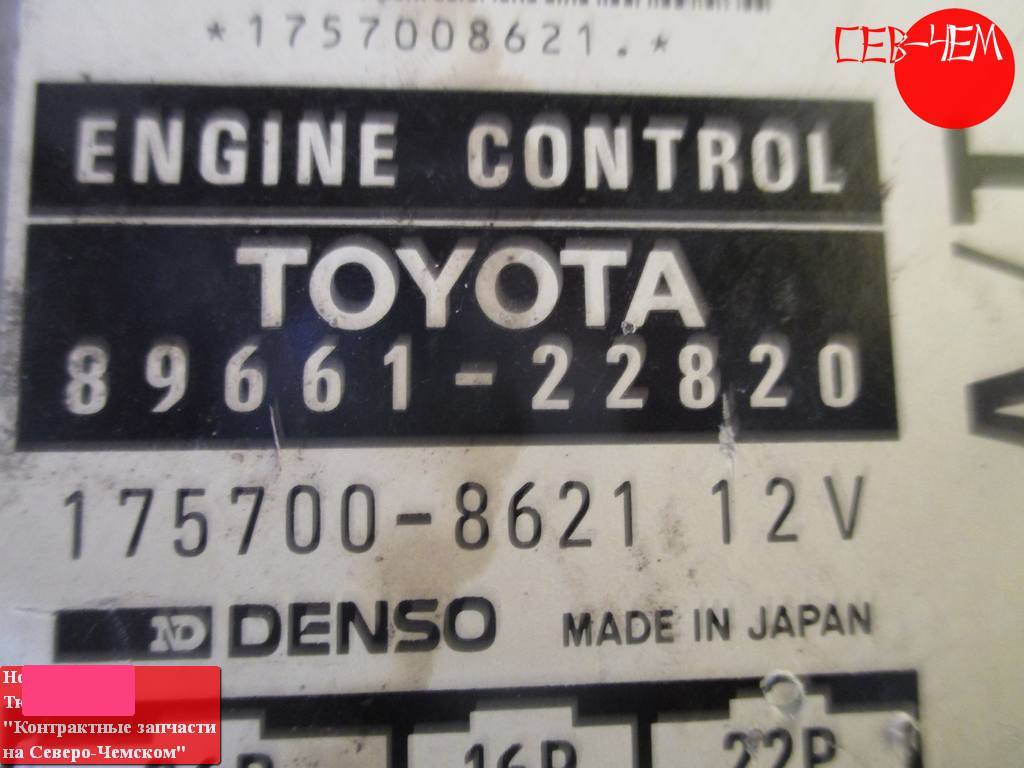 *1757008621.*
СЕВ-ЧЕМ
ENGINE CONTROL
TOYOTA
89661-22820
A/T
175700-8621 12V
ND DENSO MADE IN JAPAN
"Контрактные запчасти
на Северо-Чемском"
16P 22P